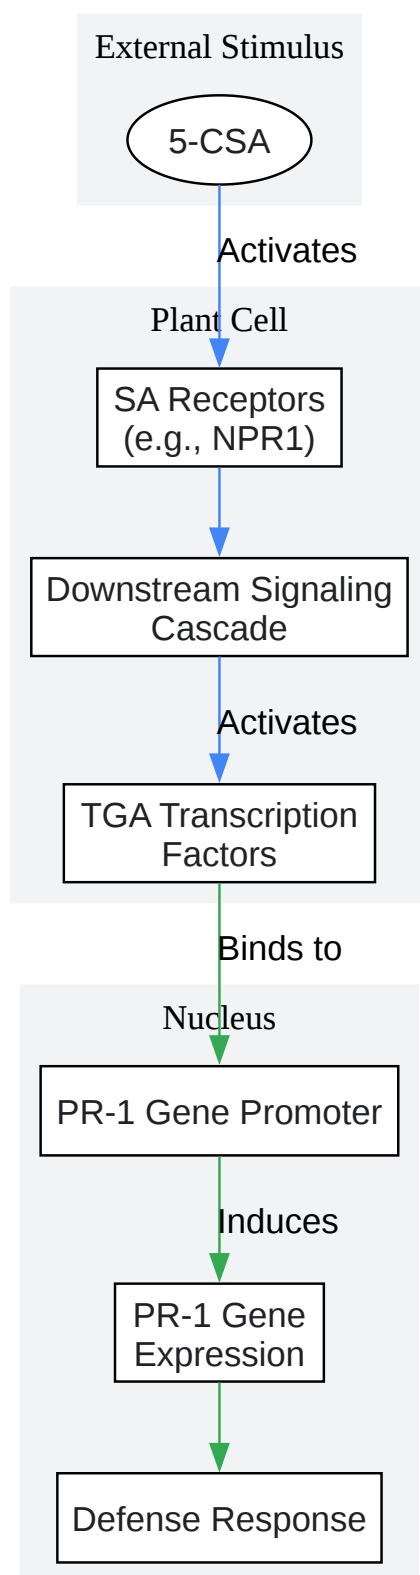 External Stimulus
5-CSA
Activates
Plant Cell
SA Receptors
(e.g., NPR1)
Downstream Signaling
Cascade
Activates
TGA Transcription
Factors
Binds to
Nucleus
PR-1 Gene Promoter
Induces
PR-1 Gene
Expression
Defense Response